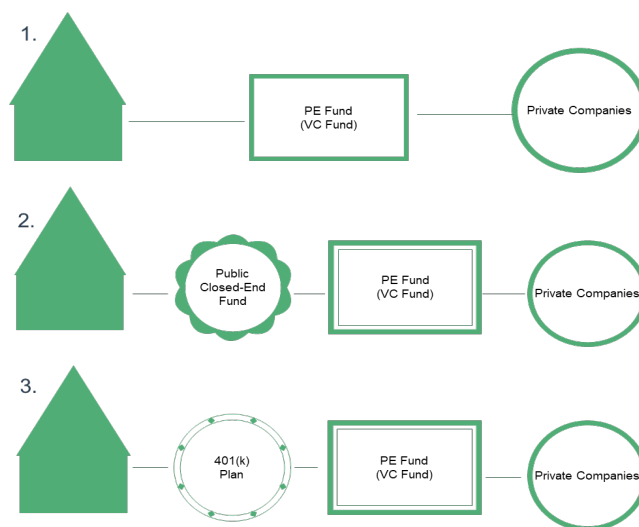 1.
PE Fund
(VC Fund)
Private Companies
2.
Public
Closed-End
Fund
PE Fund
(VC Fund)
Private Companies
3.
401(k)
Plan
PE Fund
(VC Fund)
Private Companies